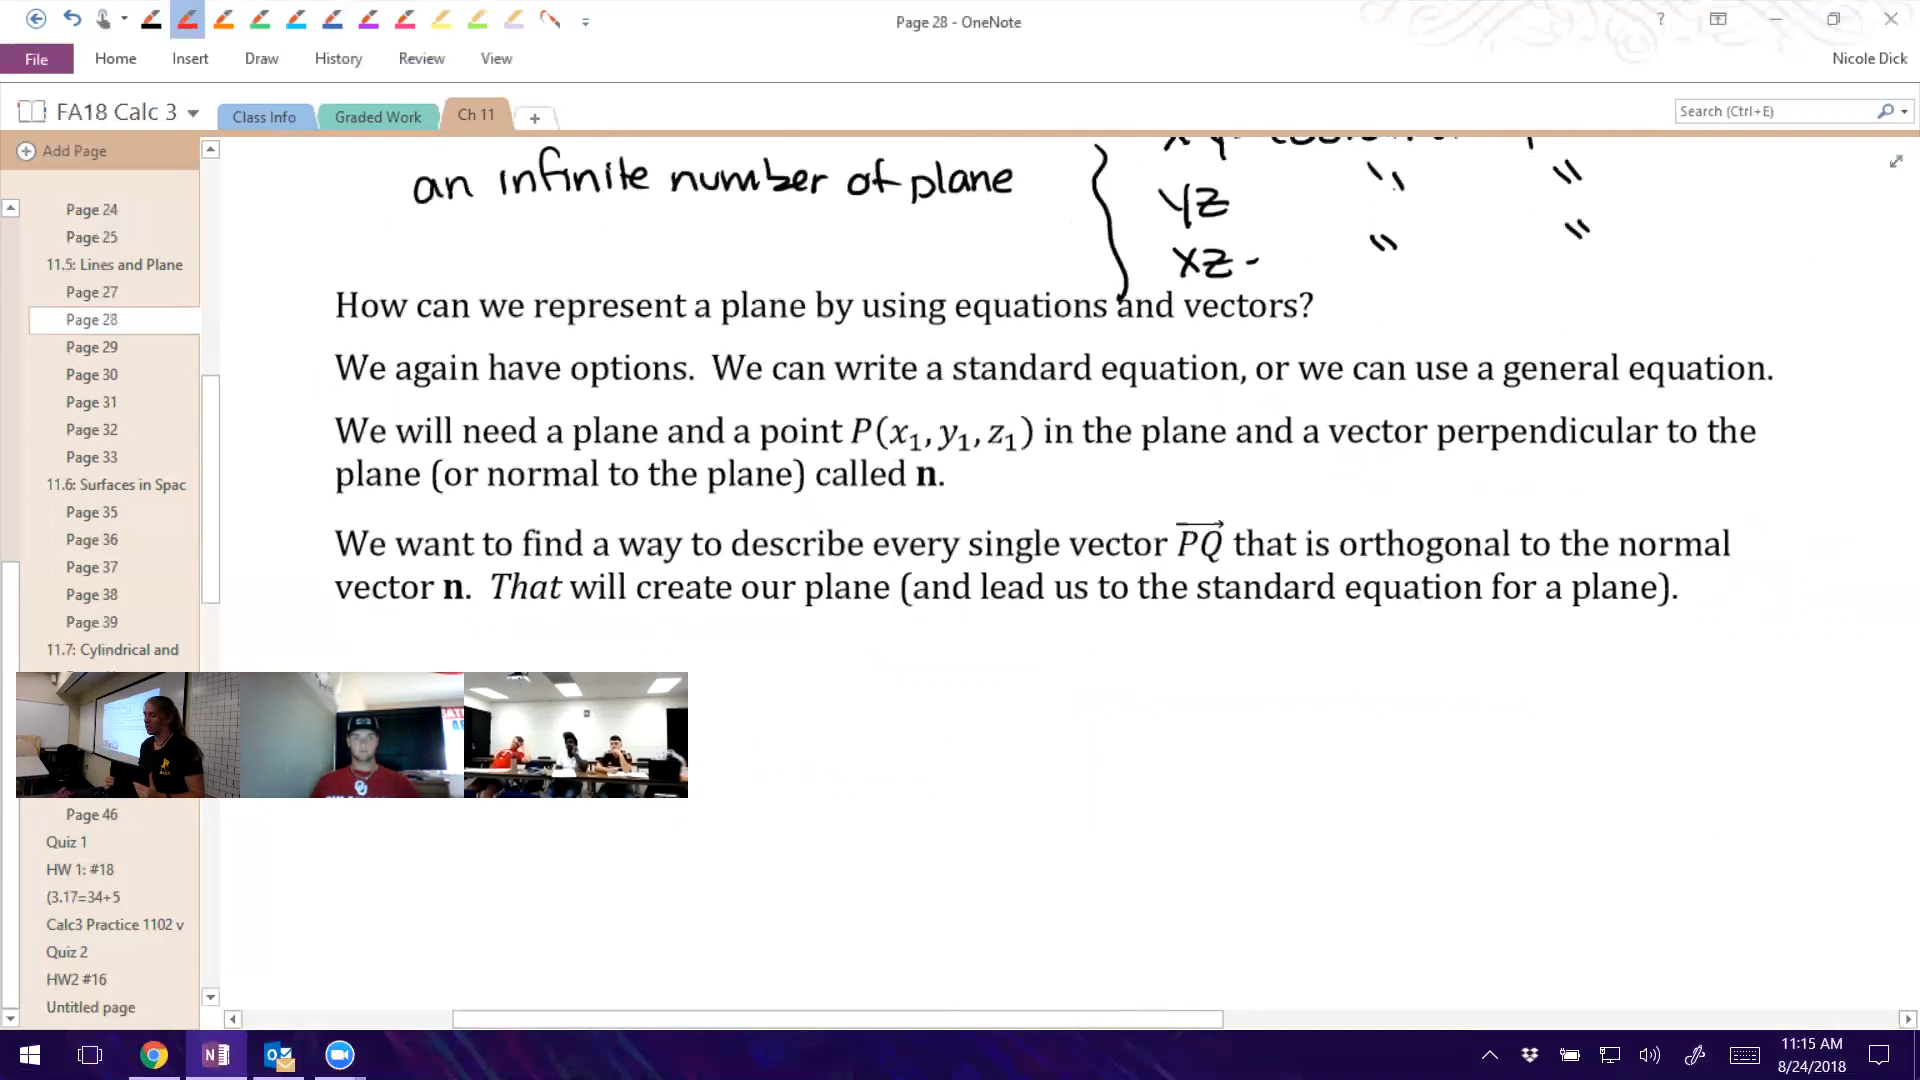 Page 28 - OneNote
?
File
Home
Insert
Draw
History
Review
View
Nicole Dick
FA18 Calc 3
Class Info
Graded Work
Ch 11
+
Search (Ctrl+E)
Add Page
Page 24
Page 25
11.5: Lines and Plane
Page 27
Page 28
Page 29
Page 30
Page 31
Page 32
Page 33
11.6: Surfaces in Spac
Page 35
Page 36
Page 37
Page 38
Page 39
11.7: Cylindrical and
Page 46
Quiz 1
HW 1: #18
(3.17=34+5
Calc3 Practice 1102 v
Quiz 2
HW2 #16
Untitled page
an infinite number of plane
yz " "
xz - " "
How can we represent a plane by using equations and vectors?
We again have options. We can write a standard equation, or we can use a general equation.
We will need a plane and a point P(x₁, y₁, z₁) in the plane and a vector perpendicular to the
plane (or normal to the plane) called n.
We want to find a way to describe every single vector \overrightarrow{PQ} that is orthogonal to the normal
vector n. That will create our plane (and lead us to the standard equation for a plane).
11:15 AM
8/24/2018